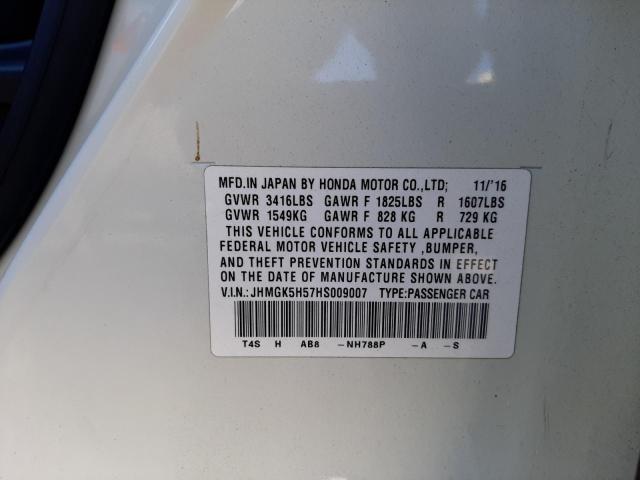 MFD.IN JAPAN BY HONDA MOTOR CO.,LTD; 11/'16
GVWR 3416LBS GAWR F 1825LBS R 1607LBS
GVWR 1549KG GAWR F 828 KG R 729 KG
THIS VEHICLE CONFORMS TO ALL APPLICABLE
FEDERAL MOTOR VEHICLE SAFETY ,BUMPER,
AND THEFT PREVENTION STANDARDS IN EFFECT
ON THE DATE OF MANUFACTURE SHOWN ABOVE.
V.I.N.:JHMGK5H57HS009007 TYPE:PASSENGER CAR
T4S H AB8 -NH788P -A -S